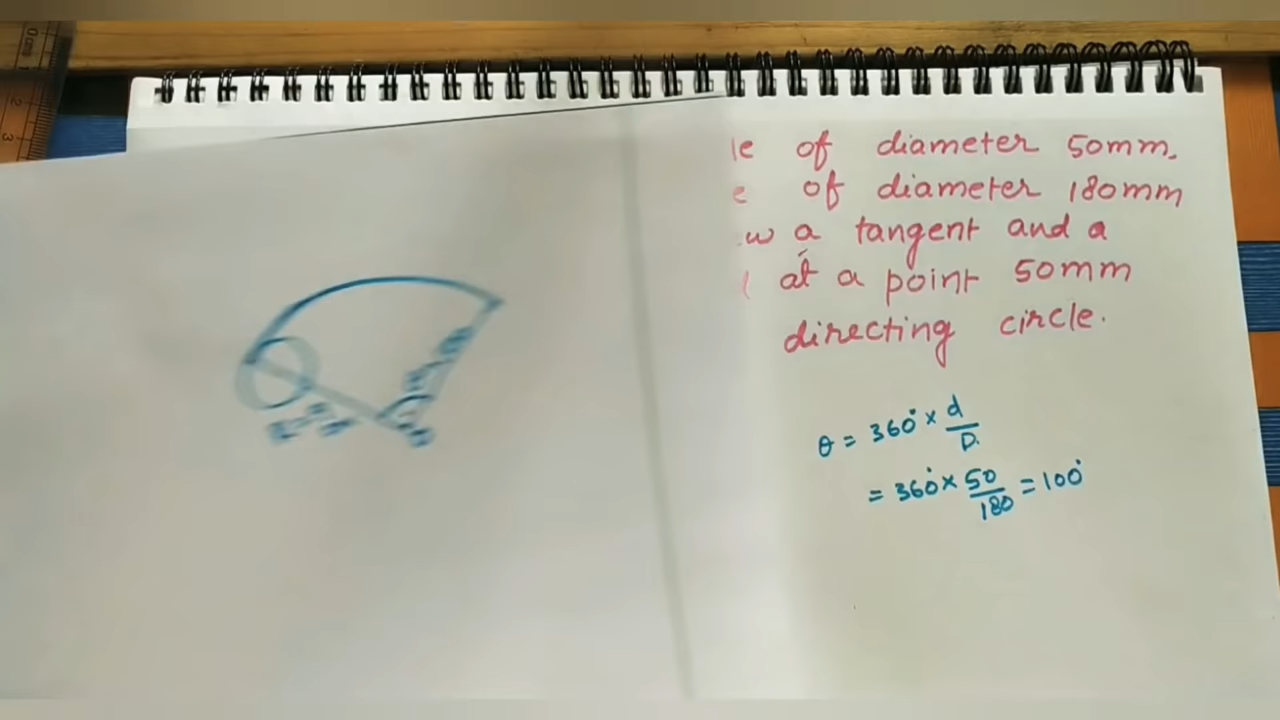 of diameter 50mm.
of diameter 180mm
a tangent and a
at a point 50mm
directing circle.
θ = 360° × d/D.
= 360° × 50/180 = 100°